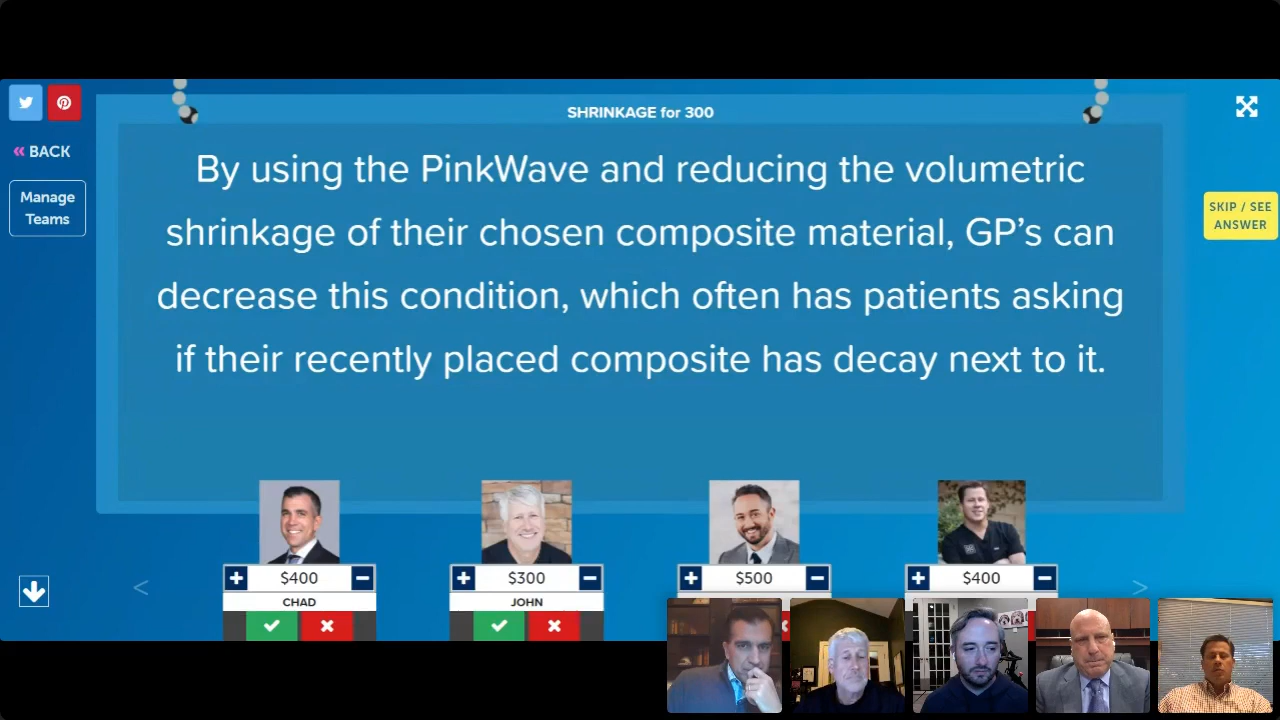 SHRINKAGE for 300
« BACK
Manage
Teams
By using the PinkWave and reducing the volumetric
shrinkage of their chosen composite material, GP’s can
decrease this condition, which often has patients asking
if their recently placed composite has decay next to it.
SKIP / SEE
ANSWER
$400
$300
$500
$400
CHAD
JOHN